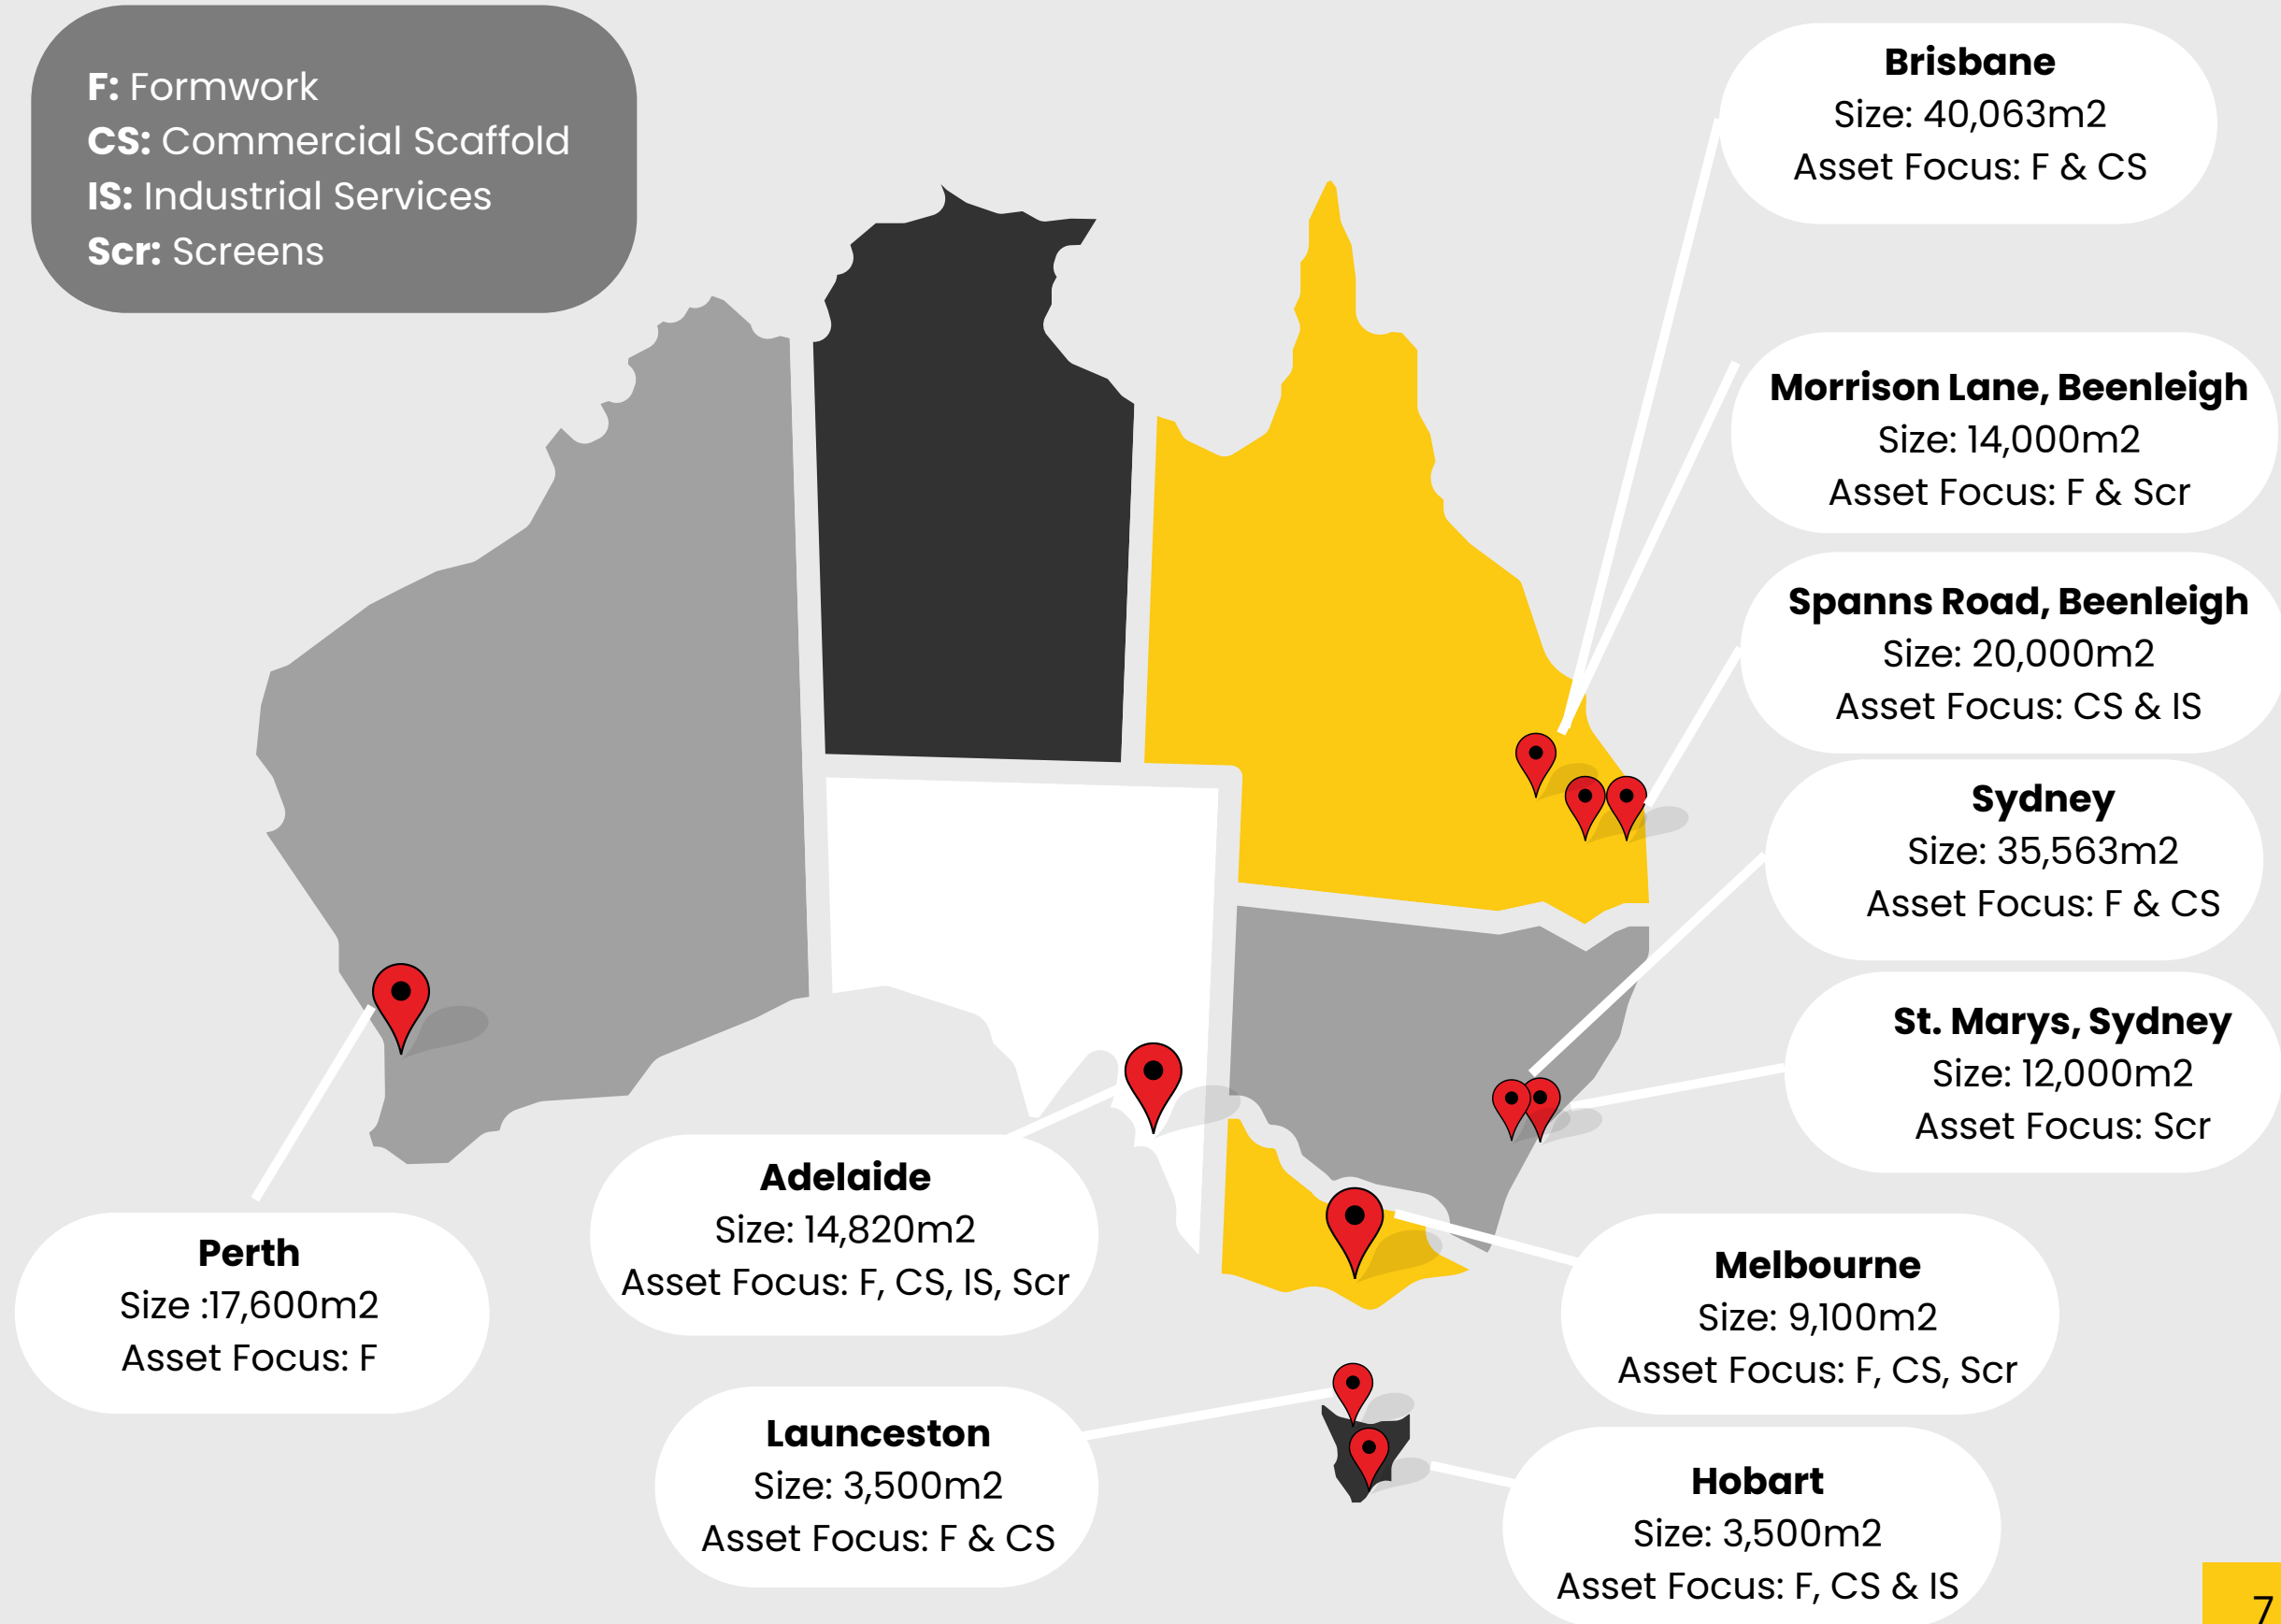 F: Formwork
CS: Commercial Scaffold
IS: Industrial Services
Scr: Screens
Brisbane
Size: 40,063m2
Asset Focus: F & CS
Morrison Lane, Beenleigh
Size: 14,000m2
Asset Focus: F & Scr
Spanns Road, Beenleigh
Size: 20,000m2
Asset Focus: CS & IS
Sydney
Size: 35,563m2
Asset Focus: F & CS
St. Marys, Sydney
Size: 12,000m2
Asset Focus: Scr
Adelaide
Size: 14,820m2
Asset Focus: F, CS, IS, Scr
Perth
Size :17,600m2
Asset Focus: F
Melbourne
Size: 9,100m2
Asset Focus: F, CS, Scr
Launceston
Size: 3,500m2
Asset Focus: F & CS
Hobart
Size: 3,500m2
Asset Focus: F, CS & IS
7